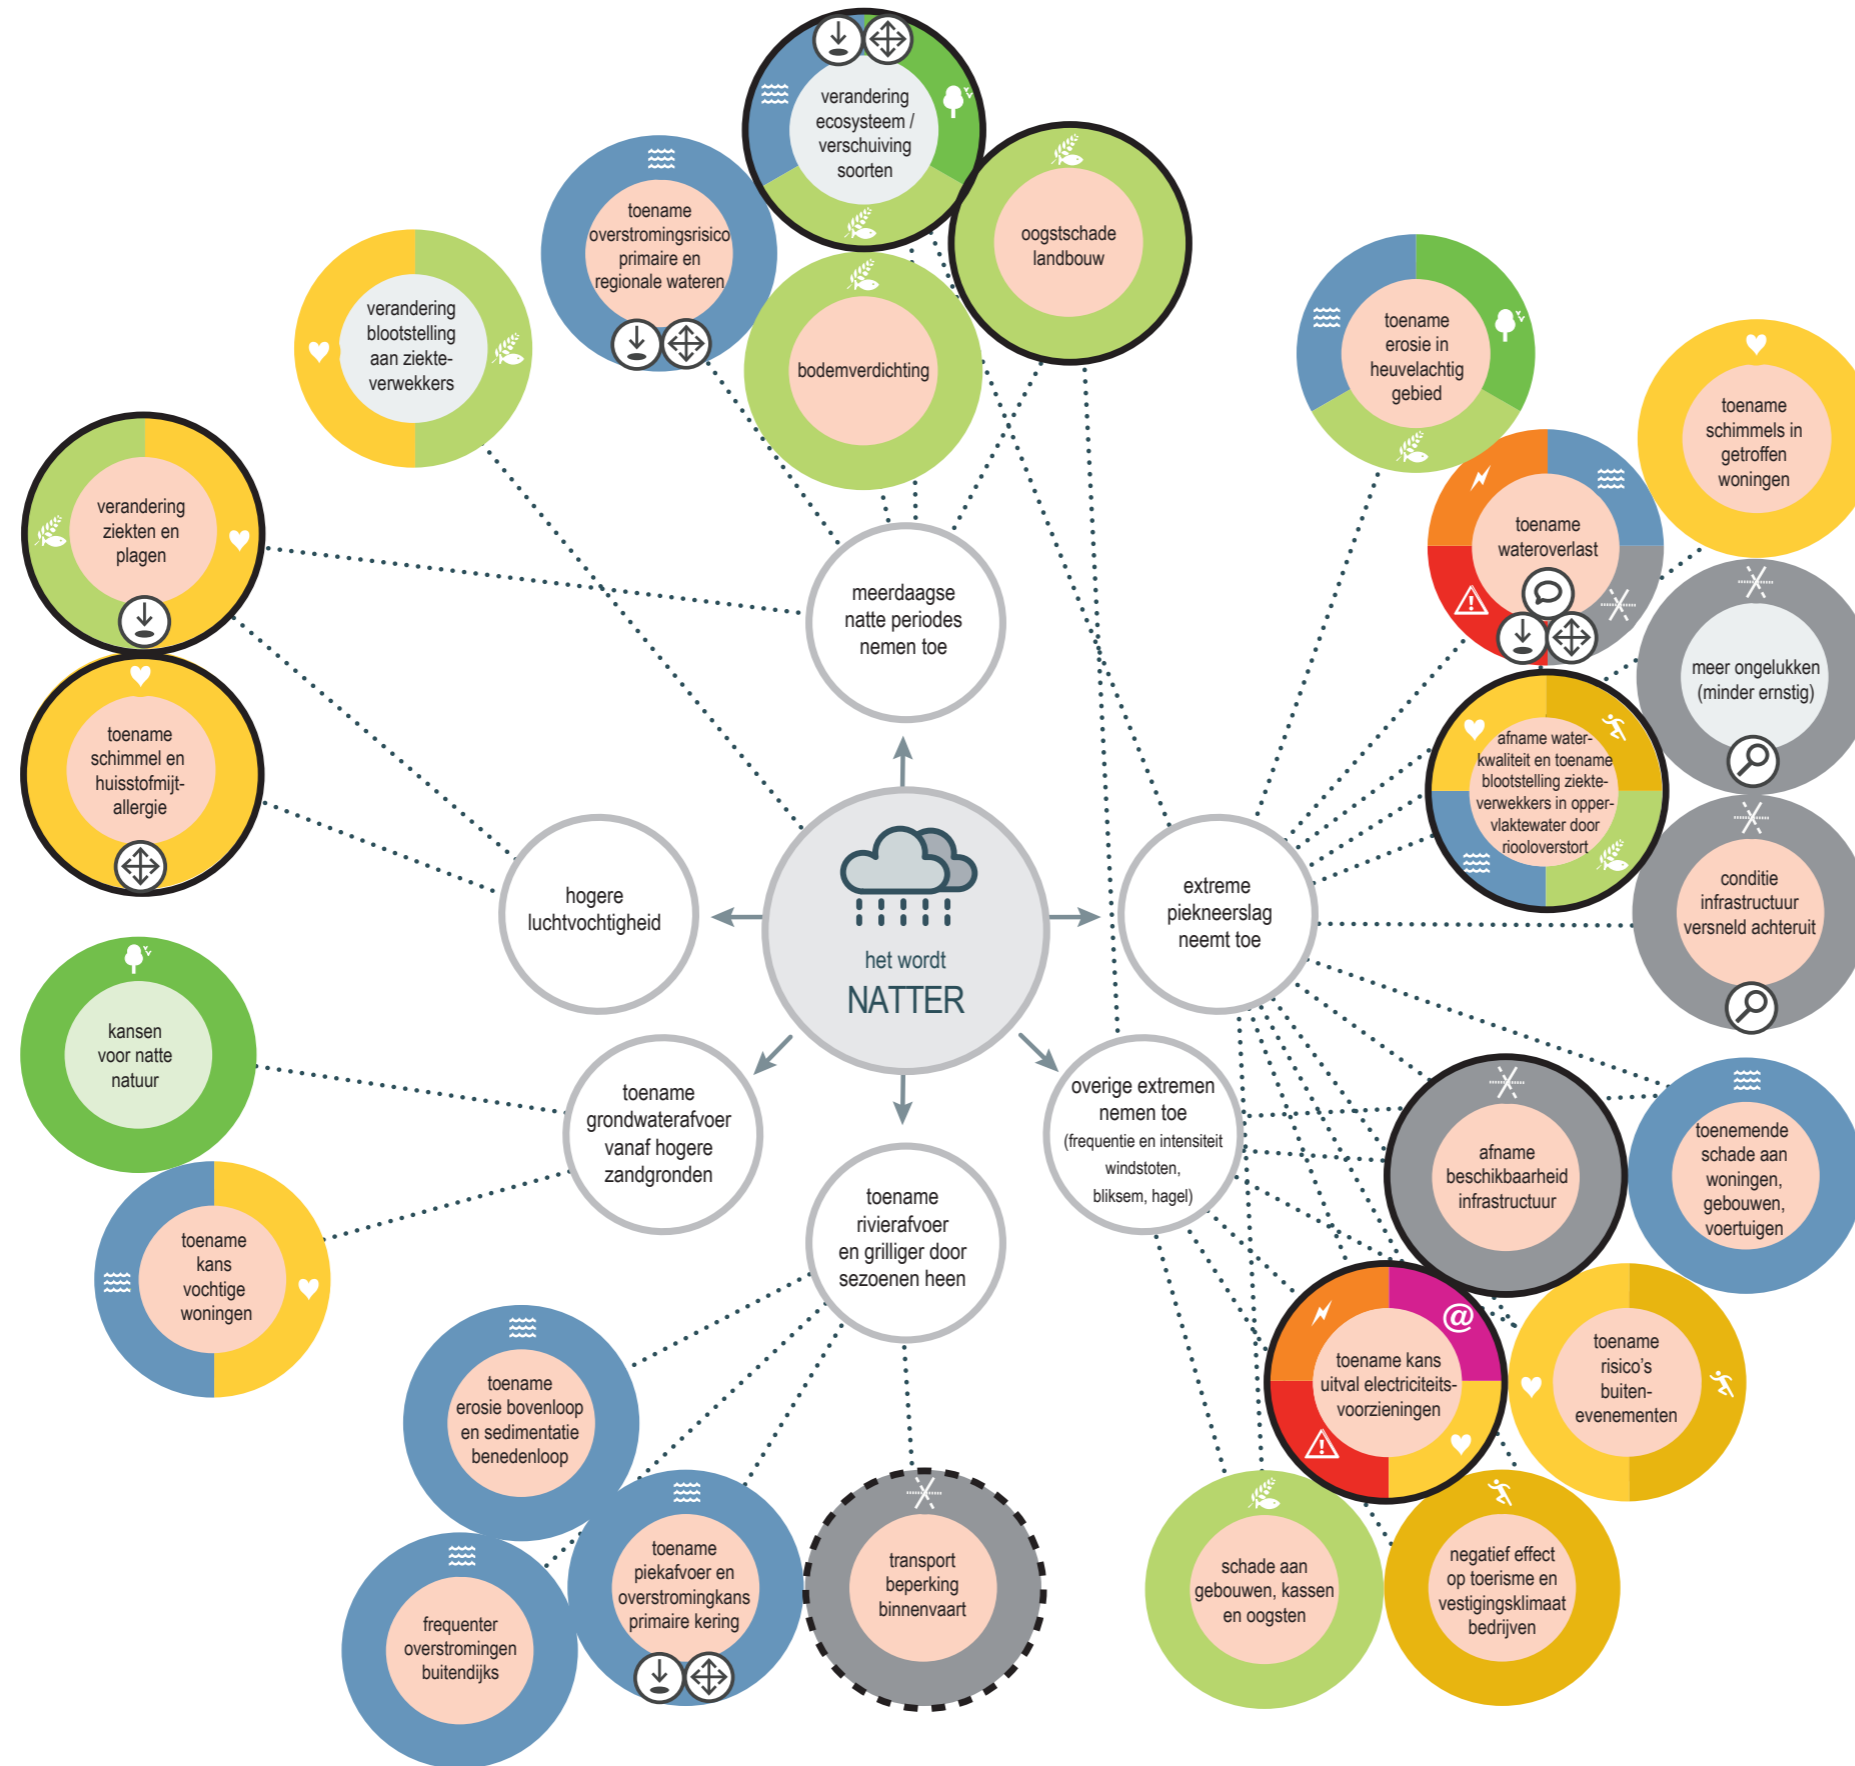 verandering
ecosysteem /
verschuiving
soorten
toename
overstromingsrisico
primaire en
regionale wateren
oogstschade
landbouw
verandering
blootstelling
aan ziekte-
verwekkers
bodemverdichting
toename
erosie in
heuvelachtig
gebied
toename
schimmels in
getroffen
woningen
verandering
ziekten en
plagen
toename
wateroverlast
meerdaagse
natte periodes
nemen toe
meer ongelukken
(minder ernstig)
toename
schimmel en
huisstofmijt-
allergie
afname water-
kwaliteit en toename
blootstelling ziekte-
verwekkers in opper-
vlaktewater door
riooloverstort
hogere
luchtvochtigheid
het wordt
NATTER
extreme
piekneerslag
neemt toe
conditie
infrastructuur
versneld achteruit
kansen
voor natte
natuur
toename
grondwaterafvoer
vanaf hogere
zandgronden
overige extremen
nemen toe
(frequentie en intensiteit
windstoten,
bliksem, hagel)
afname
beschikbaarheid
infrastructuur
toenemende
schade aan
woningen,
gebouwen,
voertuigen
toename
kans
vochtige
woningen
toename
rivierafvoer
en grilliger door
sezoenen heen
@
toename kans
uitval electriciteits-
voorzieningen
toename
risico's
buiten-
evenementen
toename
erosie bovenloop
en sedimentatie
benedenloop
frequenter
overstromingen
buitendijks
toename
piekafvoer en
overstromingkans
primaire kering
transport
beperking
binnenvaart
schade aan
gebouwen, kassen
en oogsten
negatief effect
op toerisme en
vestigingsklimaat
bedrijven